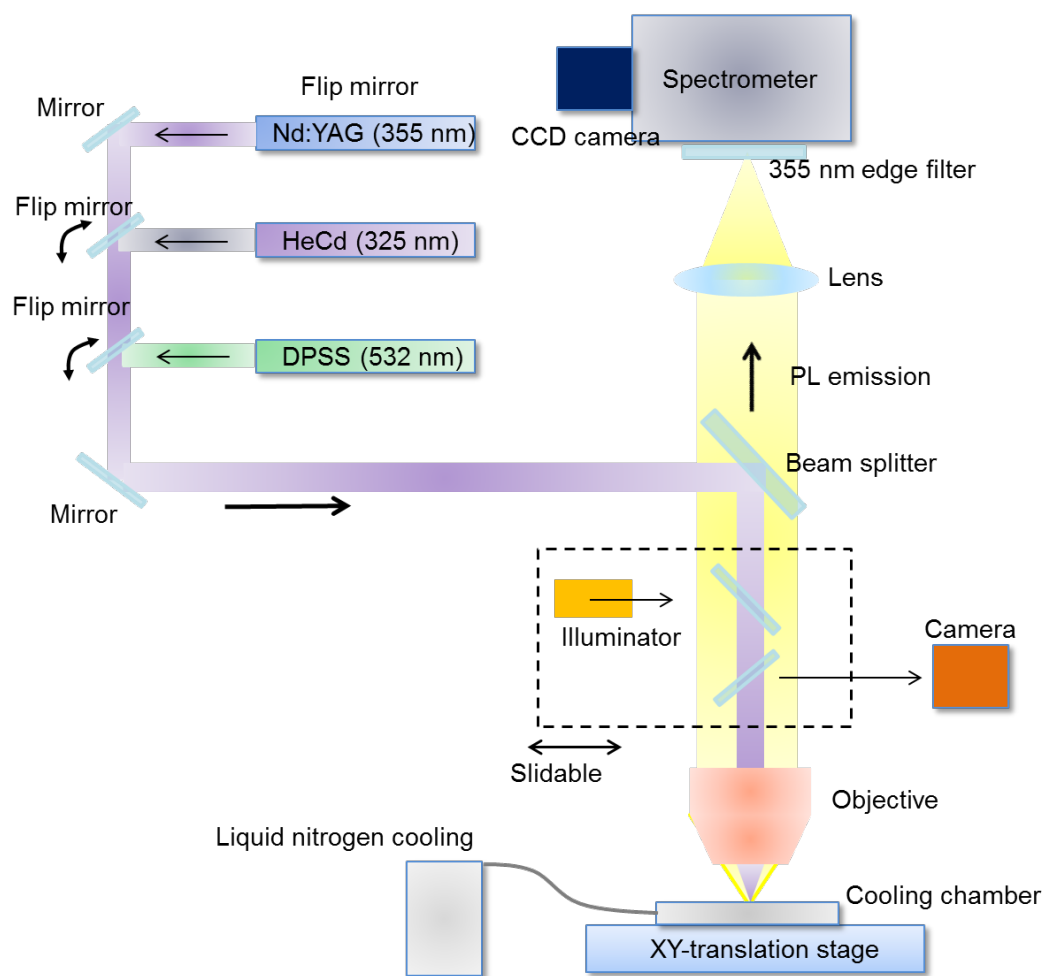 Flip mirror
Mirror
Nd:YAG (355 nm)
Spectrometer
CCD camera
355 nm edge filter
Flip mirror
HeCd (325 nm)
Lens
Flip mirror
DPSS (532 nm)
PL emission
Beam splitter
Mirror
Illuminator
Camera
Slidable
Objective
Liquid nitrogen cooling
Cooling chamber
XY-translation stage